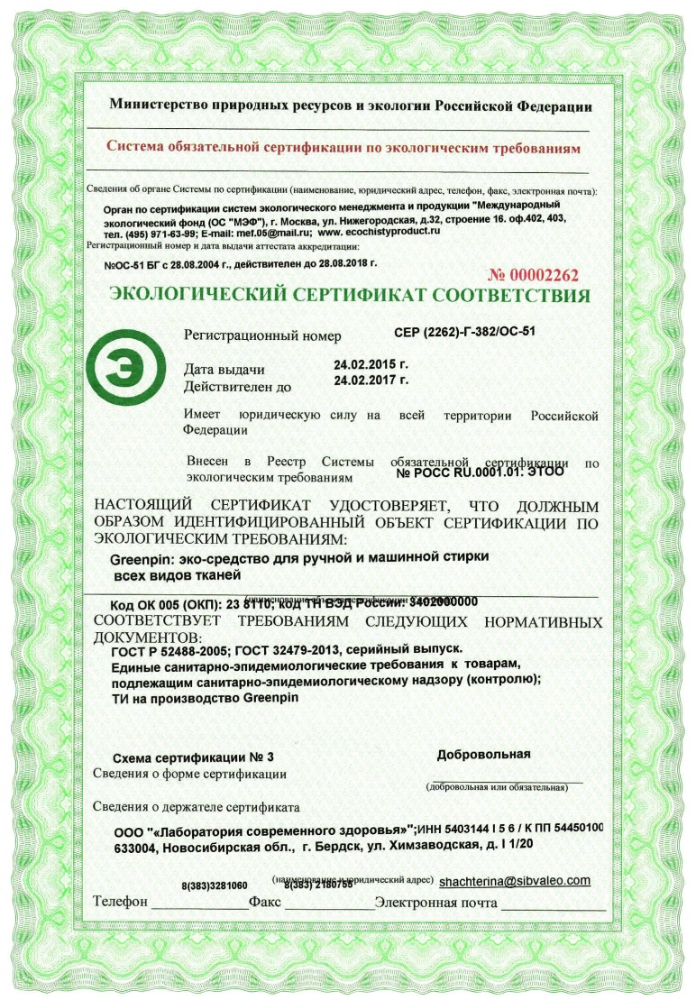 Министерство природных ресурсов и экологии Российской Федерации
Система обязательной сертификации по экологическим требованиям
Сведения об органе Системы по сертификации (наименование, юридический адрес, телефон, факс, электронная почта):
Орган по сертификации систем экологического менеджмента и продукции "Международный
экологический фонд (ОС "МЭФ"), г. Москва, ул. Нижегородская, д.32, строение 16. оф.402, 403,
тел. (495) 971-63-99; E-mail: mef.05@mail.ru; www. ecochistyproduct.ru
Регистрационный номер и дата выдачи аттестата аккредитации:
№ОС-51 БГ с 28.08.2004 г., действителен до 28.08.2018 г.
№ 00002262
ЭКОЛОГИЧЕСКИЙ СЕРТИФИКАТ СООТВЕТСТВИЯ
Э
Регистрационный номер СЕР (2262)-Г-382/ОС-51
Дата выдачи 24.02.2015 г.
Действителен до 24.02.2017 г.
Имеет юридическую силу на всей территории Российской
Федерации
Внесен в Реестр Системы обязательной сертификации по
экологическим требованиям № РОСС RU.0001.01. ЭТОО
НАСТОЯЩИЙ СЕРТИФИКАТ УДОСТОВЕРЯЕТ, ЧТО ДОЛЖНЫМ
ОБРАЗОМ ИДЕНТИФИЦИРОВАННЫЙ ОБЪЕКТ СЕРТИФИКАЦИИ ПО
ЭКОЛОГИЧЕСКИМ ТРЕБОВАНИЯМ:
Greenpin: эко-средство для ручной и машинной стирки
всех видов тканей
(наименование объекта сертификации
Код ОК 005 (ОКП): 23 8110; код ТН ВЭД России: 3402000000
СООТВЕТСТВУЕТ ТРЕБОВАНИЯМ СЛЕДУЮЩИХ НОРМАТИВНЫХ
ДОКУМЕНТОВ:
ГОСТ Р 52488-2005; ГОСТ 32479-2013, серийный выпуск.
Единые санитарно-эпидемиологические требования к товарам,
подлежащим санитарно-эпидемиологическому надзору (контролю);
ТИ на производство Greenpin
Схема сертификации № 3 Добровольная
Сведения о форме сертификации
(добровольная или обязательная)
Сведения о держателе сертификата
ООО "«Лаборатория современного здоровья»";ИНН 5403144 I 5 6 / К ПП 54450100
633004, Новосибирская обл., г. Бердск, ул. Химзаводская, д. I 1/20
(наименование и юридический адрес)
8(383)3281060 8(383) 2180755 shachterina@sibvaleo.com
Телефон Факс Электронная почта